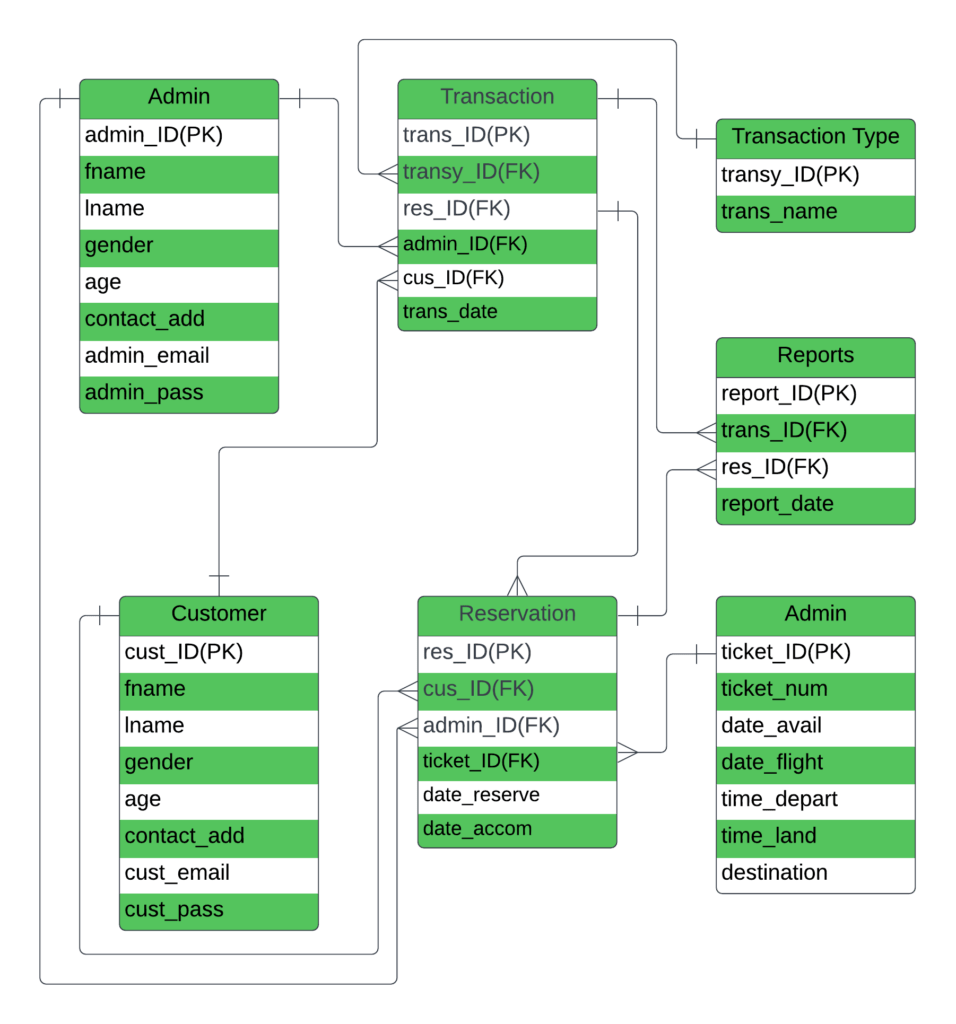 Admin
admin_ID(PK)
fname
lname
gender
age
contact_add
admin_email
admin_pass
Transaction
trans_ID(PK)
transy_ID(FK)
res_ID(FK)
admin_ID(FK)
cus_ID(FK)
trans_date
Transaction Type
transy_ID(PK)
trans_name
Reports
report_ID(PK)
trans_ID(FK)
res_ID(FK)
report_date
Customer
cust_ID(PK)
fname
lname
gender
age
contact_add
cust_email
cust_pass
Reservation
res_ID(PK)
cus_ID(FK)
admin_ID(FK)
ticket_ID(FK)
date_reserve
date_accom
Admin
ticket_ID(PK)
ticket_num
date_avail
date_flight
time_depart
time_land
destination